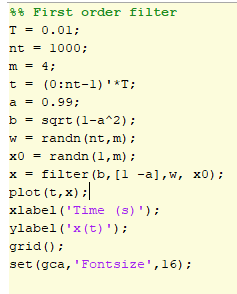 %% First order filter
T = 0.01;
nt = 1000;
m = 4;
t = (0:nt-1)'*T;
a = 0.99;
b = sqrt(1-a^2);
w = randn(nt,m);
x0 = randn(1,m);
x = filter(b,[1 -a],w, x0);
plot(t,x);
xlabel('Time (s)');
ylabel('x(t)');
grid();
set(gca,'Fontsize',16);